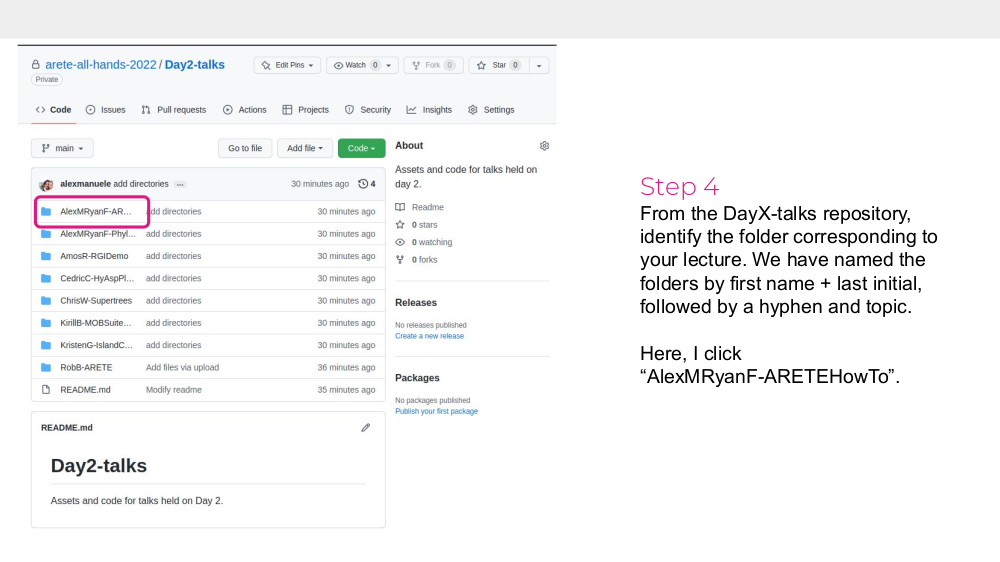 arete-all-hands-2022 / Day2-talks
Edit Pins
Watch 0
Fork 0
Star 0
Private
Code
Issues
Pull requests
Actions
Projects
Security
Insights
Settings
main
Go to file
Add file
Code
alexmanuele add directories ... 30 minutes ago 4
AlexMRyanF-AR... add directories 30 minutes ago
AlexMRyanF-Phyl... add directories 30 minutes ago
AmosR-RGIDemo add directories 30 minutes ago
CedricC-HyAspPl... add directories 30 minutes ago
ChrisW-Supertrees add directories 30 minutes ago
KirillB-MOBSuite... add directories 30 minutes ago
KristenG-IslandC... add directories 30 minutes ago
RobB-ARETE Add files via upload 36 minutes ago
README.md Modify readme 35 minutes ago
README.md
Day2-talks
Assets and code for talks held on Day 2.
About
Assets and code for talks held on
day 2.
Readme
0 stars
0 watching
0 forks
Releases
No releases published
Create a new release
Packages
No packages published
Publish your first package
Step 4
From the DayX-talks repository,
identify the folder corresponding to
your lecture. We have named the
folders by first name + last initial,
followed by a hyphen and topic.
Here, I click
“AlexMRyanF-ARETEHowTo”.